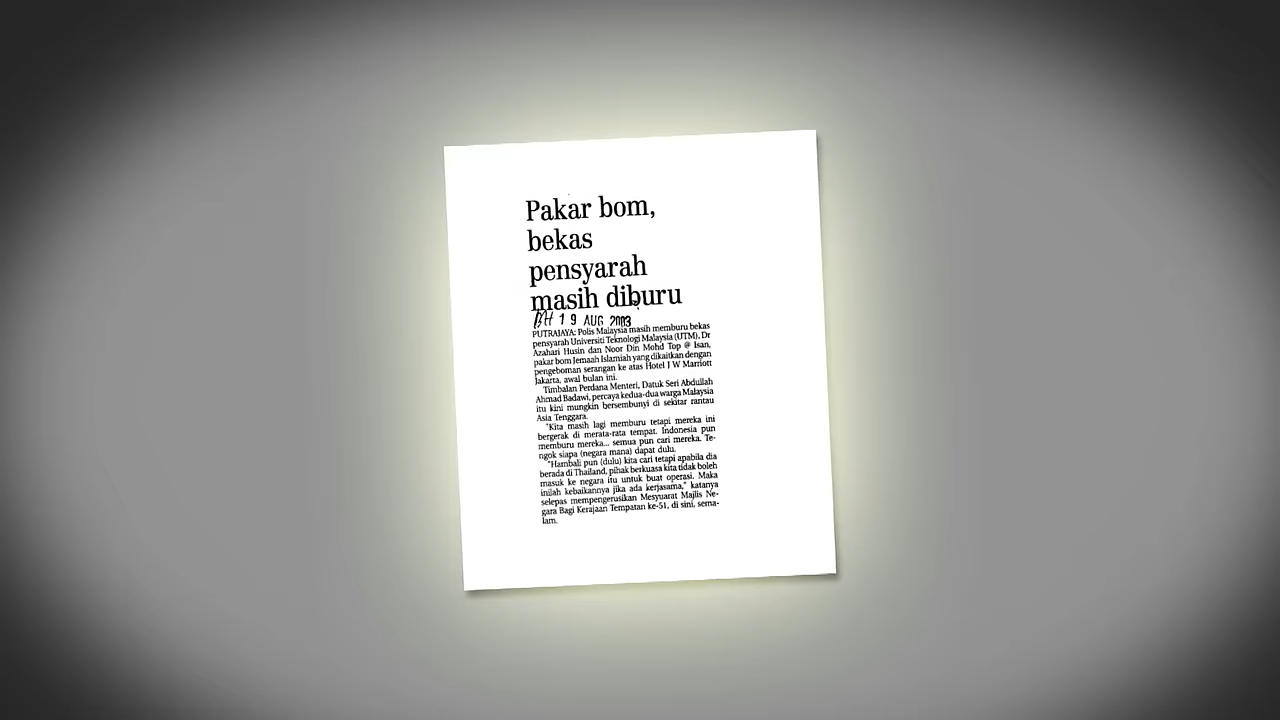 Pakar bom,
bekas
pensyarah
masih diburu
BH 19 AUG 2003
PUTRAJAYA: Polis Malaysia masih memburu bekas
pensyarah Universiti Teknologi Malaysia (UTM), Dr
Azahari Husin dan Noor Din Mohd Top @ Isan,
pakar bom Jemaah Islamiah yang dikaitkan dengan
pengeboman serangan ke atas Hotel J W Marriott
Jakarta, awal bulan ini.
Timbalan Perdana Menteri, Datuk Seri Abdullah
Ahmad Badawi, percaya kedua-dua warga Malaysia
itu kini mungkin bersembunyi di sekitar rantau
Asia Tenggara.
"Kita masih lagi memburu tetapi mereka ini
bergerak di merata-rata tempat. Indonesia pun
memburu mereka... semua pun cari mereka. Te-
ngok siapa (negara mana) dapat dulu.
"Hambali pun (dulu) kita cari tetapi apabila dia
berada di Thailand, pihak berkuasa kita tidak boleh
masuk ke negara itu untuk buat operasi. Maka
inilah kebaikannya jika ada kerjasama," katanya
selepas mempengerusikan Mesyuarat Majlis Ne-
gara Bagi Kerajaan Tempatan ke-51, di sini, sema-
lam.